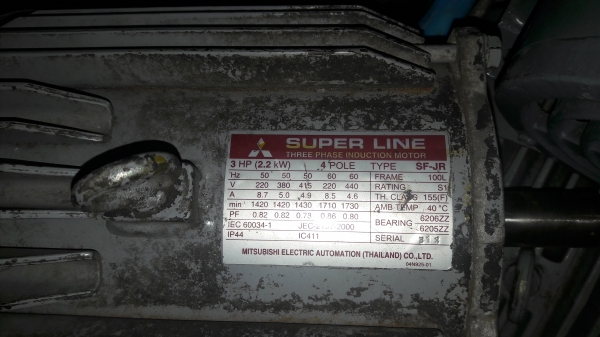 SUPER LINE
THREE PHASE INDUCTION MOTOR
3 HP (2.2 kW) 4 POLE TYPE SF-JR
Hz 50 50 50 60 60 FRAME 100L
V 220 380 415 220 440 RATING S1
A 8.7 5.0 4.9 8.5 4.6 TH. CLASS 155(F)
min⁻¹ 1420 1420 1430 1710 1730 AMB TEMP 40 °C
PF 0.82 0.82 0.73 0.86 0.80 BEARING 6206ZZ
IEC 60034-1 JEC 2000 6205ZZ
IP44 IC411 SERIAL
MITSUBISHI ELECTRIC AUTOMATION (THAILAND) CO.,LTD.